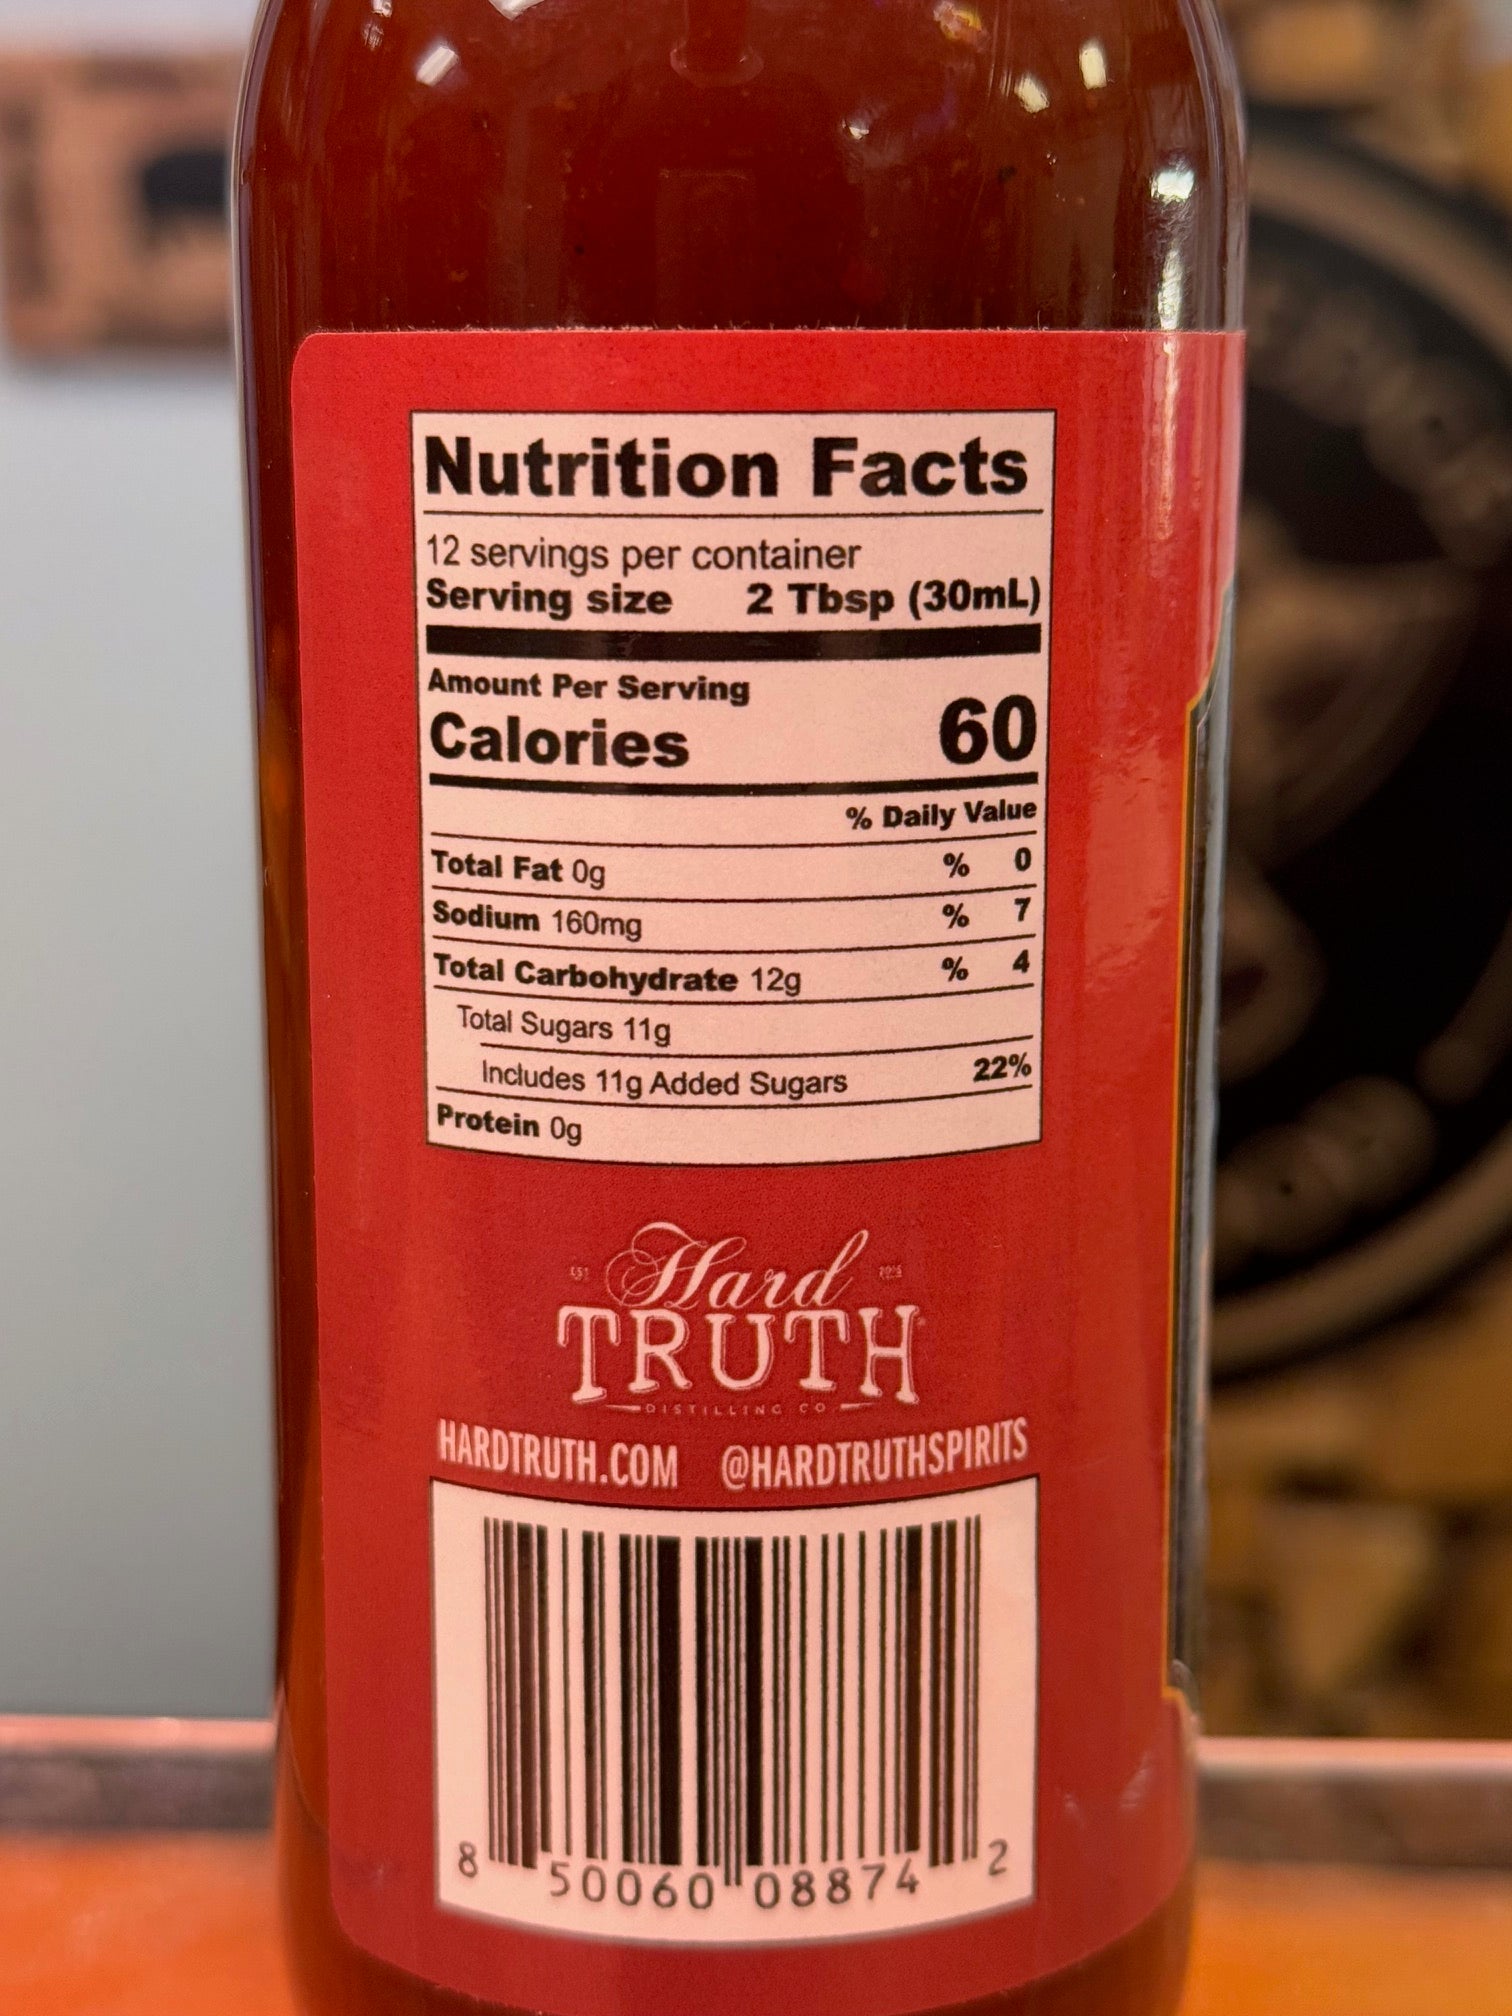 Nutrition Facts
12 servings per container
Serving size 2 Tbsp (30mL)
Amount Per Serving
Calories 60
% Daily Value
Total Fat 0g % 0
Sodium 160mg % 7
Total Carbohydrate 12g % 4
Total Sugars 11g
Includes 11g Added Sugars 22%
Protein 0g
Hard
TRUTH
DISTILLING CO
HARDTRUTH.COM @HARDTRUTHSPIRITS
8 50060 08874 2